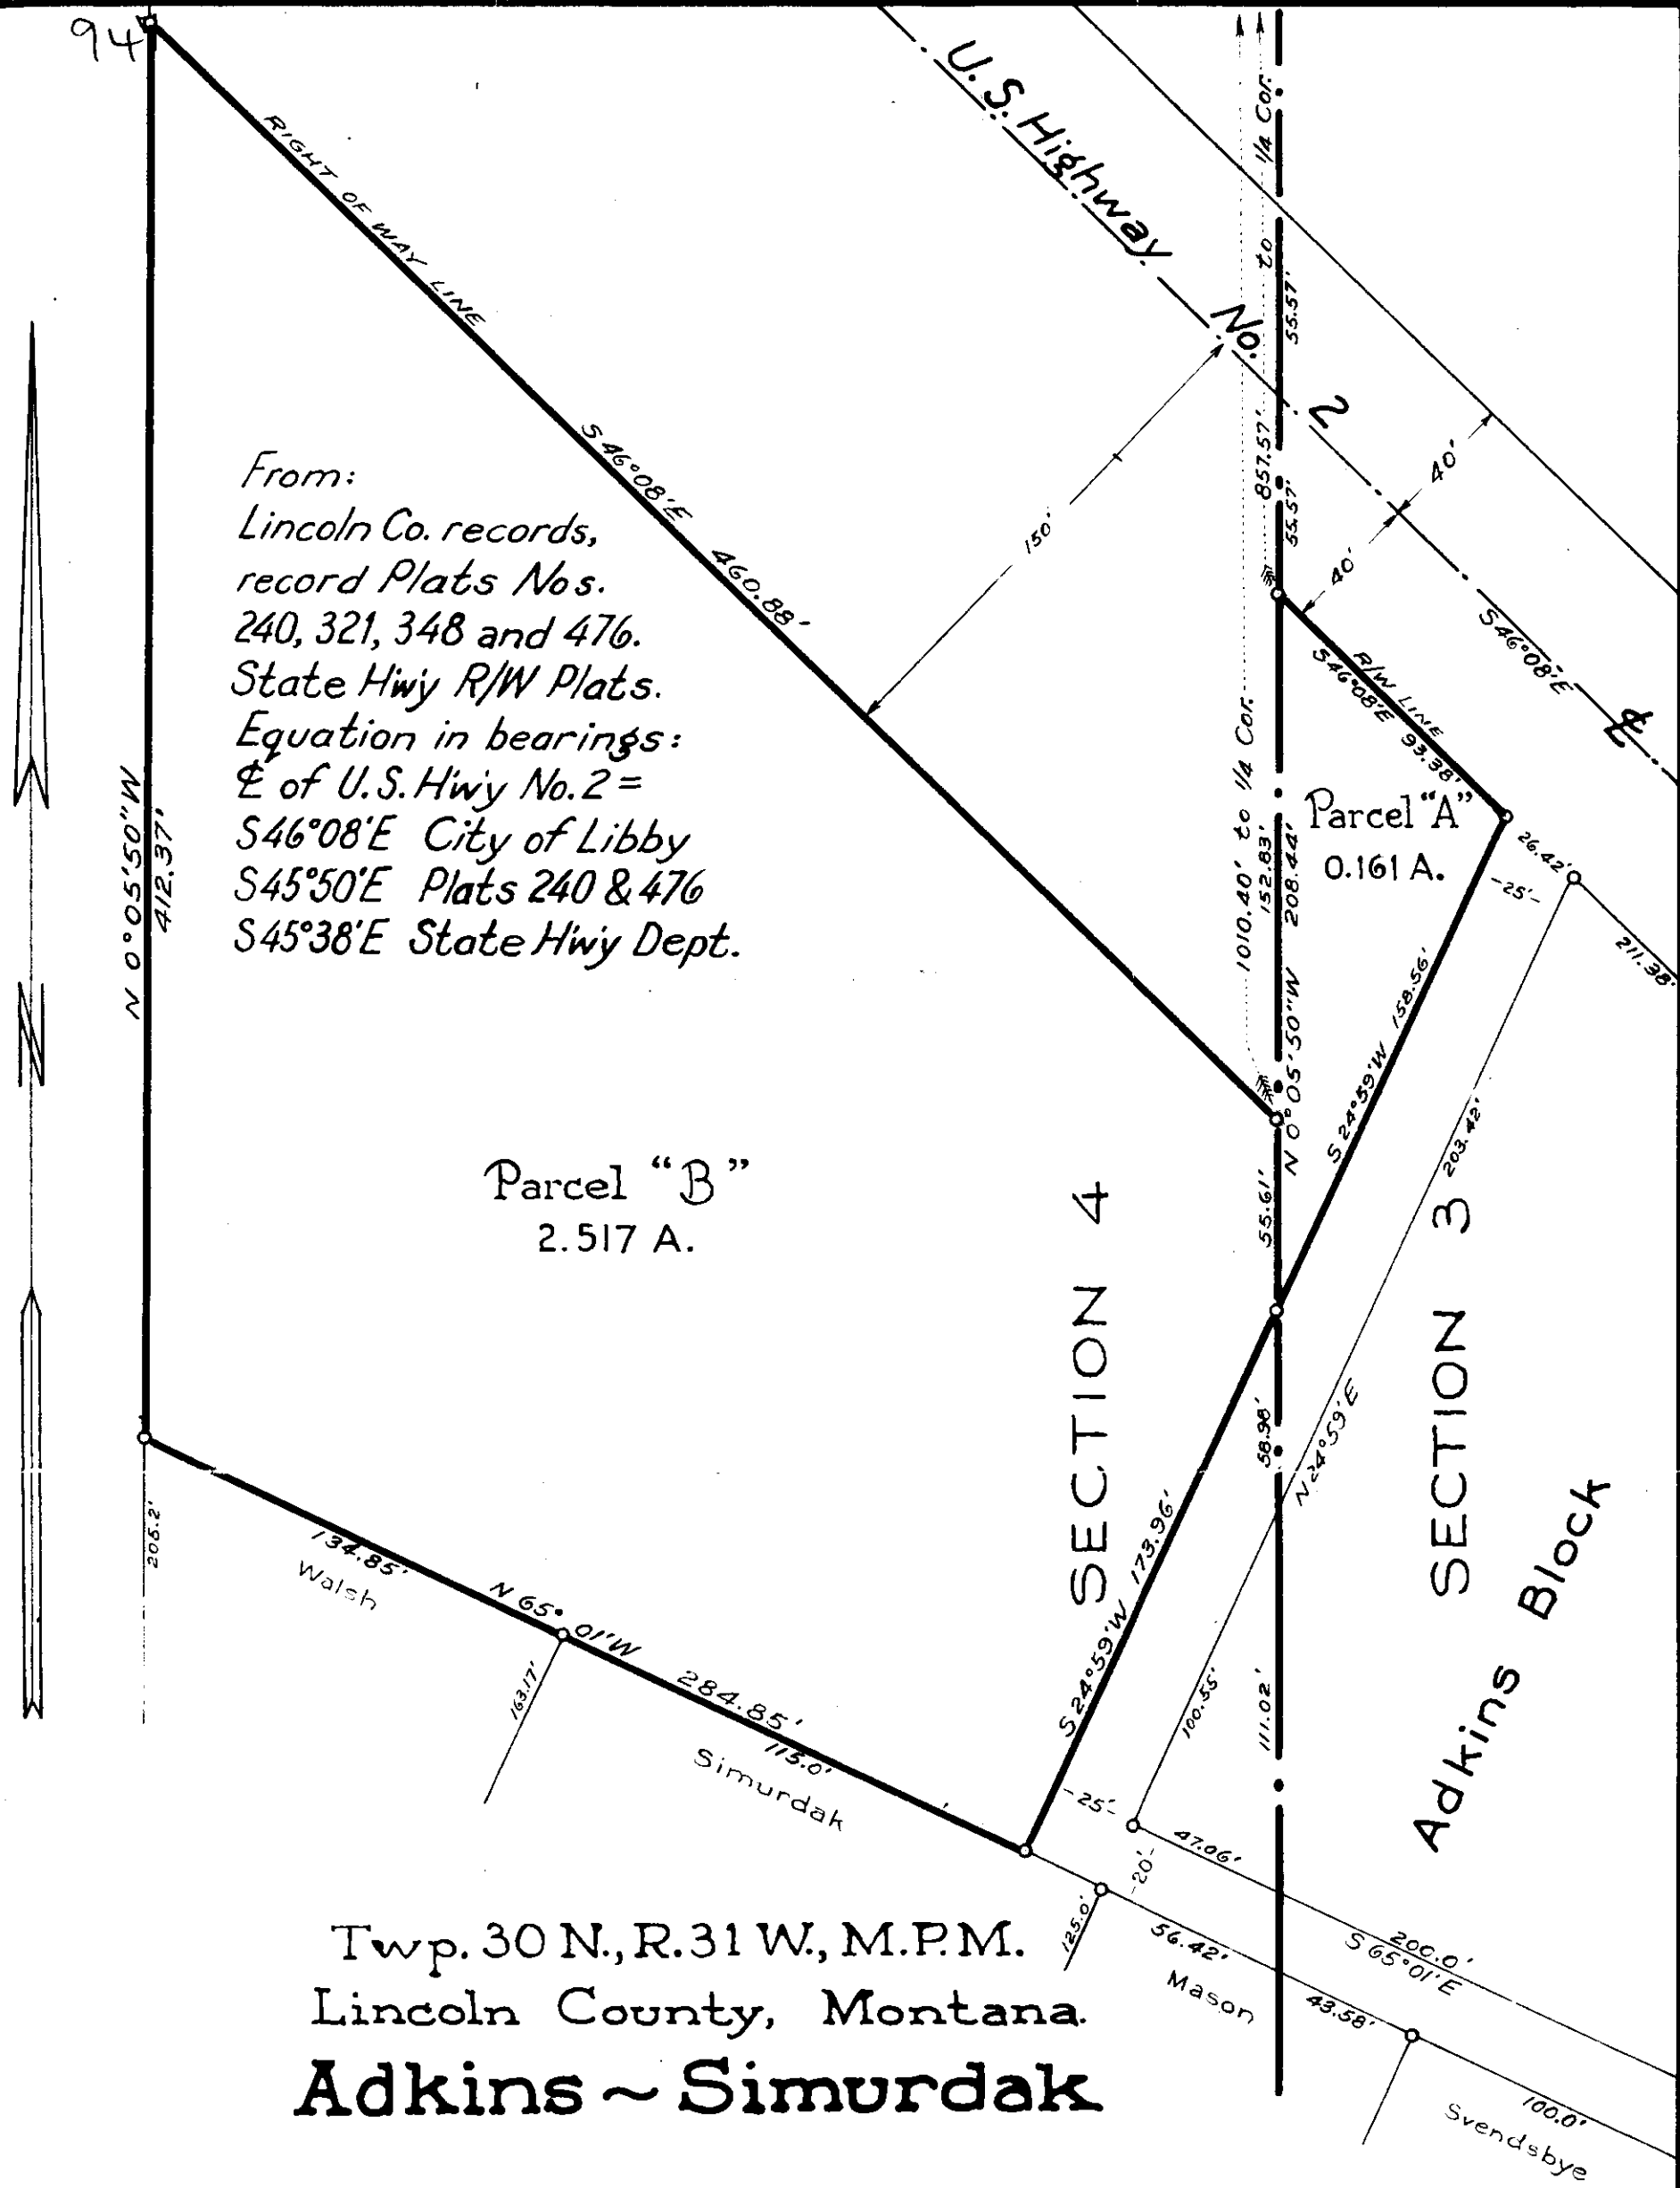 94
U.S. Highway No. 2
1/4 Cor.
to
857.57'
55.57'
55.57'
1010.40' to 1/4 Cor.
152.83'
208.44'
N 0°05'50"W
RIGHT OF WAY LINE
S46°08'E 460.88'
150'
40'
40'
S46°08'E
℄
R/W LINE
S46°08'E 93.38'
Parcel "A"
0.161 A.
26.42'
-25'-
211.38'
From:
Lincoln Co. records,
record Plats Nos.
240, 321, 348 and 476.
State Hiwy R/W Plats.
Equation in bearings:
℄ of U.S. Hiwy No. 2 =
S46°08'E City of Libby
S45°50'E Plats 240 & 476
S45°38'E State Hiwy Dept.
N 0°05'50"W
412.37'
N
S 24°59'W 158.56'
203.42'
N 24°59'E
55.61'
58.98'
Parcel "B"
2.517 A.
SECTION 4
SECTION 3
Adkins Block
205.2'
134.85'
Walsh
N 65°01'W
284.85'
163.17'
115.0'
Simurdak
S 24°59'W 173.96'
100.55'
111.02'
-25'-
47.06'
-20'-
125.0'
56.42'
Mason
200.0'
S 65°01'E
43.58'
100.0'
Svendsbye
Twp. 30 N., R. 31 W., M.P.M.
Lincoln County, Montana.
Adkins ~ Simurdak